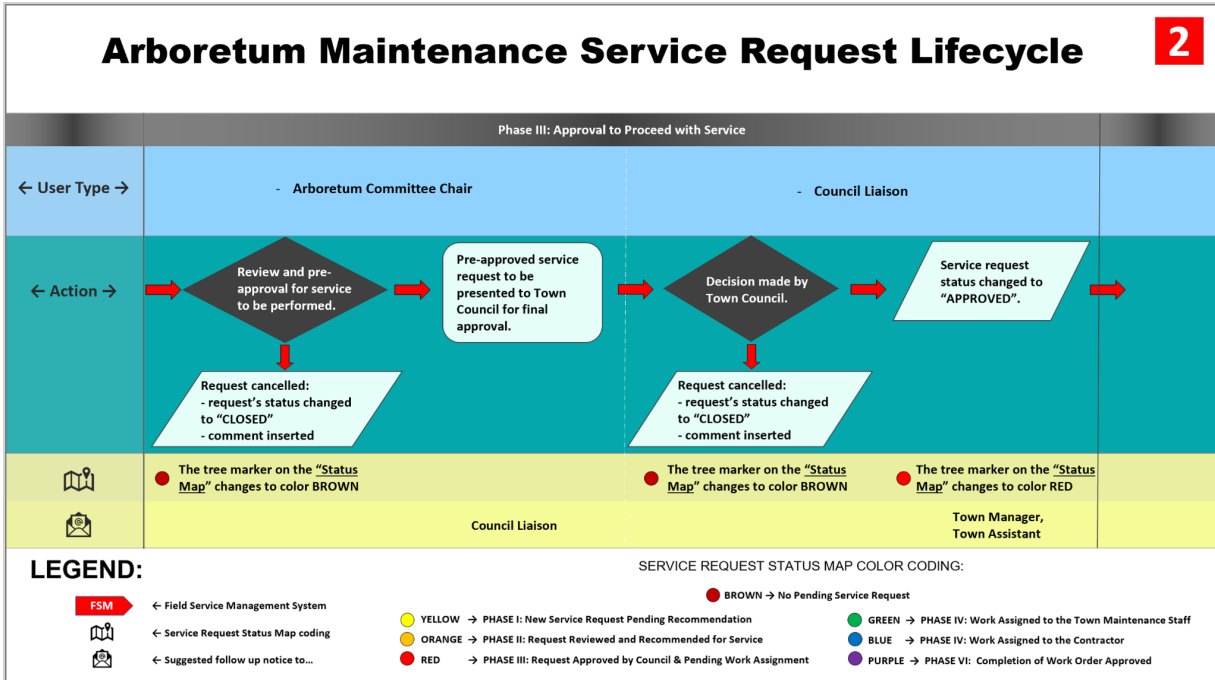 Arboretum Maintenance Service Request Lifecycle
2
Phase III: Approval to Proceed with Service
← User Type →
- Arboretum Committee Chair
- Council Liaison
← Action →
Review and pre-
approval for service
to be performed.
Pre-approved service
request to be
presented to Town
Council for final
approval.
Decision made by
Town Council.
Service request
status changed to
“APPROVED”.
Request cancelled:
- request’s status changed
to “CLOSED”
- comment inserted
Request cancelled:
- request’s status changed
to “CLOSED”
- comment inserted
The tree marker on the “Status
Map” changes to color BROWN
The tree marker on the “Status
Map” changes to color BROWN
The tree marker on the “Status
Map” changes to color RED
Council Liaison
Town Manager,
Town Assistant
LEGEND:
FSM
← Field Service Management System
← Service Request Status Map coding
← Suggested follow up notice to...
SERVICE REQUEST STATUS MAP COLOR CODING:
BROWN → No Pending Service Request
YELLOW → PHASE I: New Service Request Pending Recommendation
ORANGE → PHASE II: Request Reviewed and Recommended for Service
RED → PHASE III: Request Approved by Council & Pending Work Assignment
GREEN → PHASE IV: Work Assigned to the Town Maintenance Staff
BLUE → PHASE IV: Work Assigned to the Contractor
PURPLE → PHASE VI: Completion of Work Order Approved